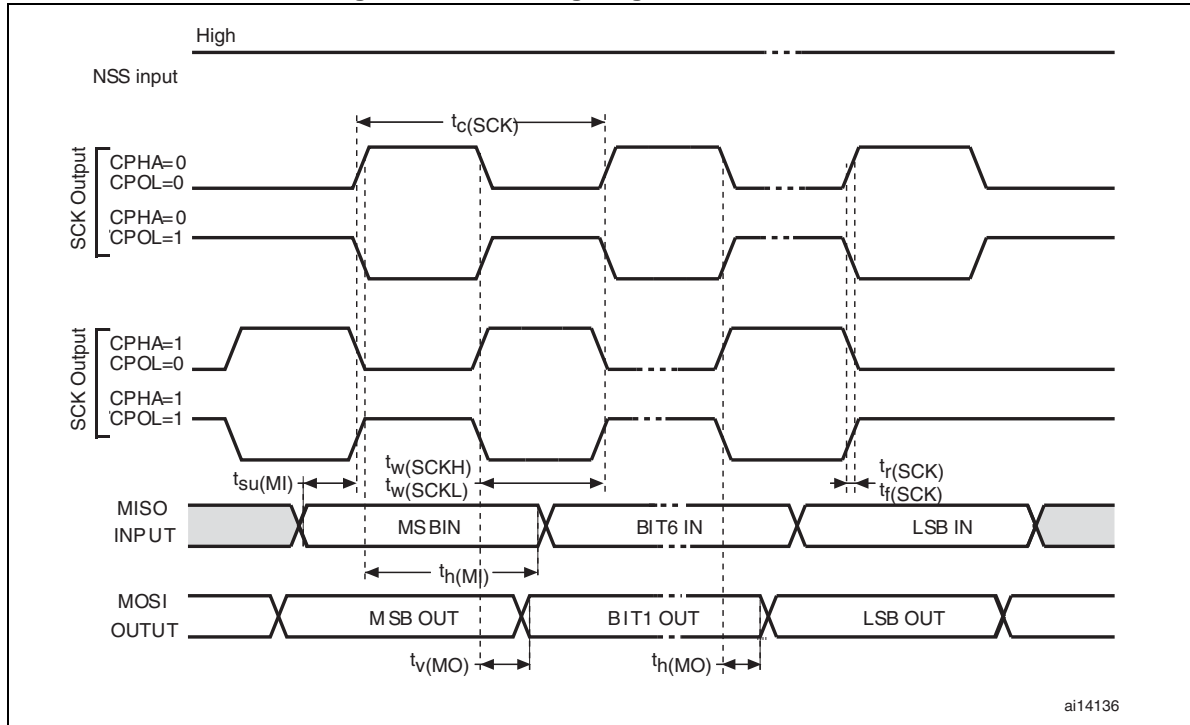 High
NSS input
tc(SCK)
SCK Output
CPHA=0
CPOL=0
CPHA=0
CPOL=1
SCK Output
CPHA=1
CPOL=0
CPHA=1
CPOL=1
tsu(MI)
tw(SCKH)
tw(SCKL)
tr(SCK)
tf(SCK)
MISO
INPUT
MSBIN
BIT6 IN
LSB IN
th(MI)
MOSI
OUTUT
MSB OUT
BIT1 OUT
LSB OUT
tv(MO)
th(MO)
ai14136